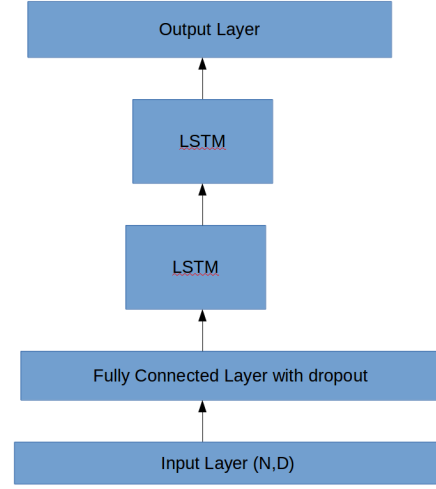 Output Layer
LSTM
LSTM
Fully Connected Layer with dropout
Input Layer (N,D)